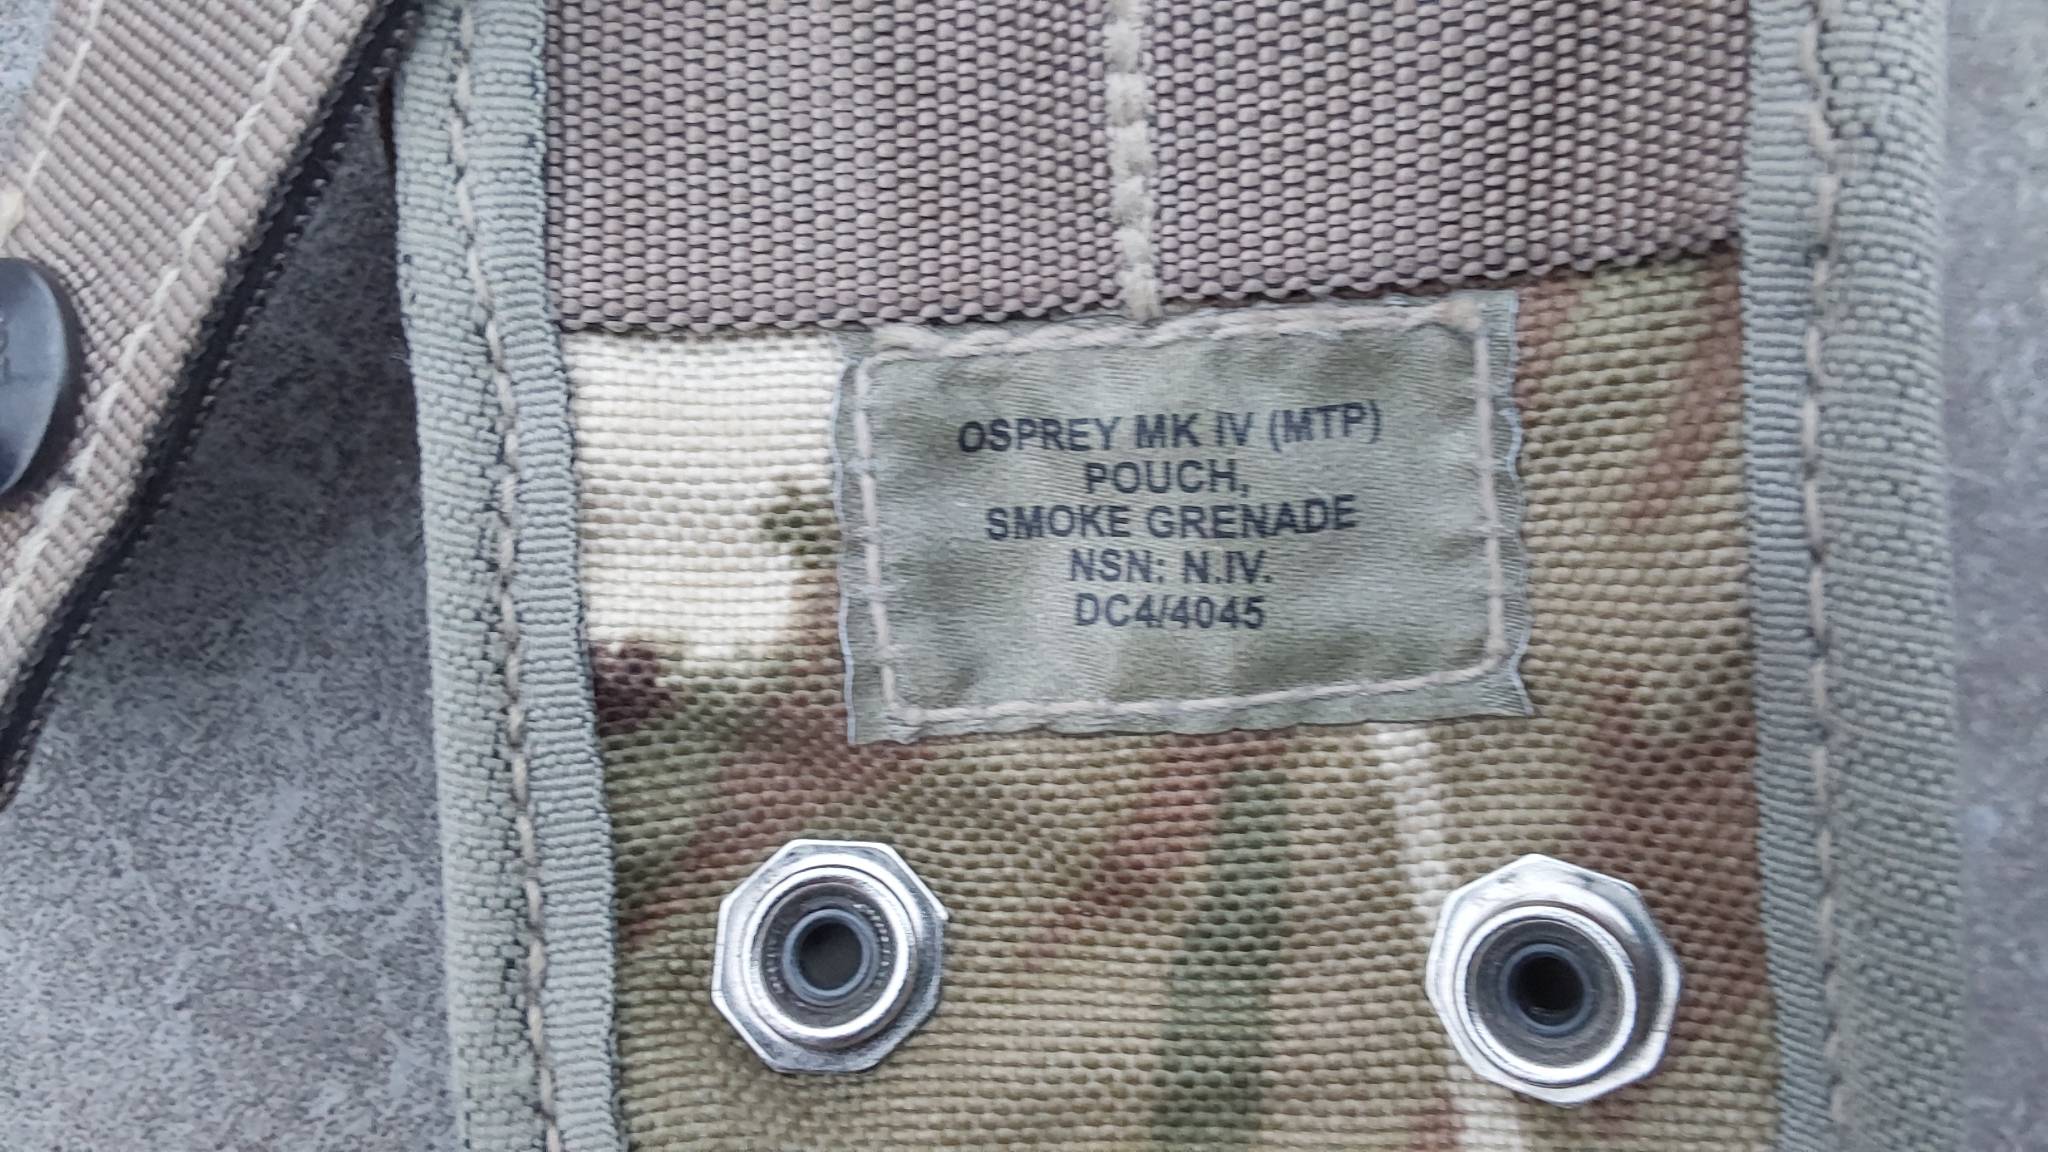 OSPREY MK IV (MTP)
POUCH,
SMOKE GRENADE
NSN: N.IV.
DC4/4045